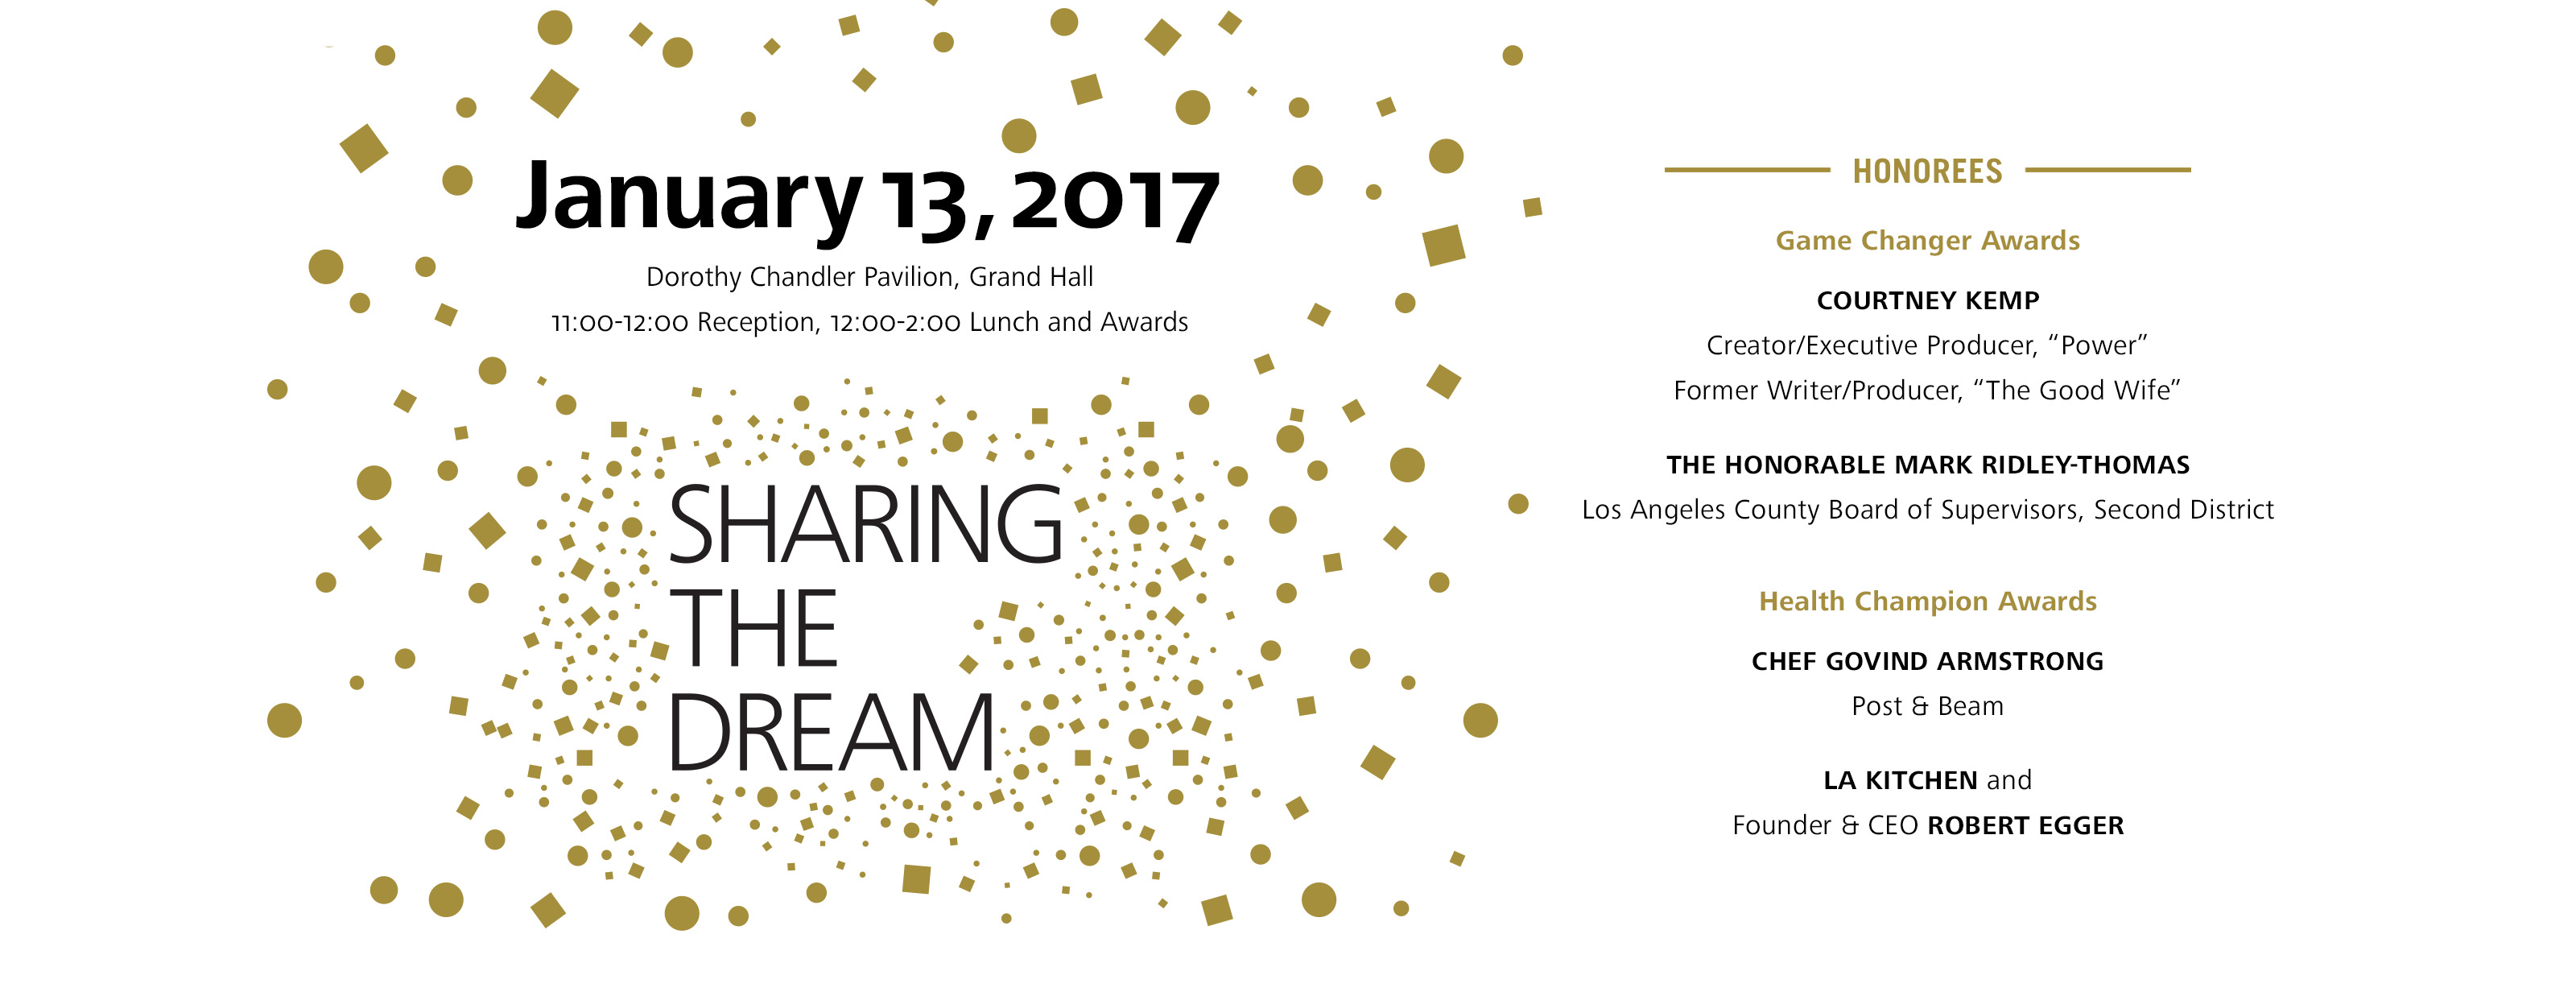 January 13, 2017
Dorothy Chandler Pavilion, Grand Hall
11:00-12:00 Reception, 12:00-2:00 Lunch and Awards
SHARING
THE
DREAM
HONOREES
Game Changer Awards
COURTNEY KEMP
Creator/Executive Producer, “Power”
Former Writer/Producer, “The Good Wife”
THE HONORABLE MARK RIDLEY-THOMAS
Los Angeles County Board of Supervisors, Second District
Health Champion Awards
CHEF GOVIND ARMSTRONG
Post & Beam
LA KITCHEN and
Founder & CEO ROBERT EGGER